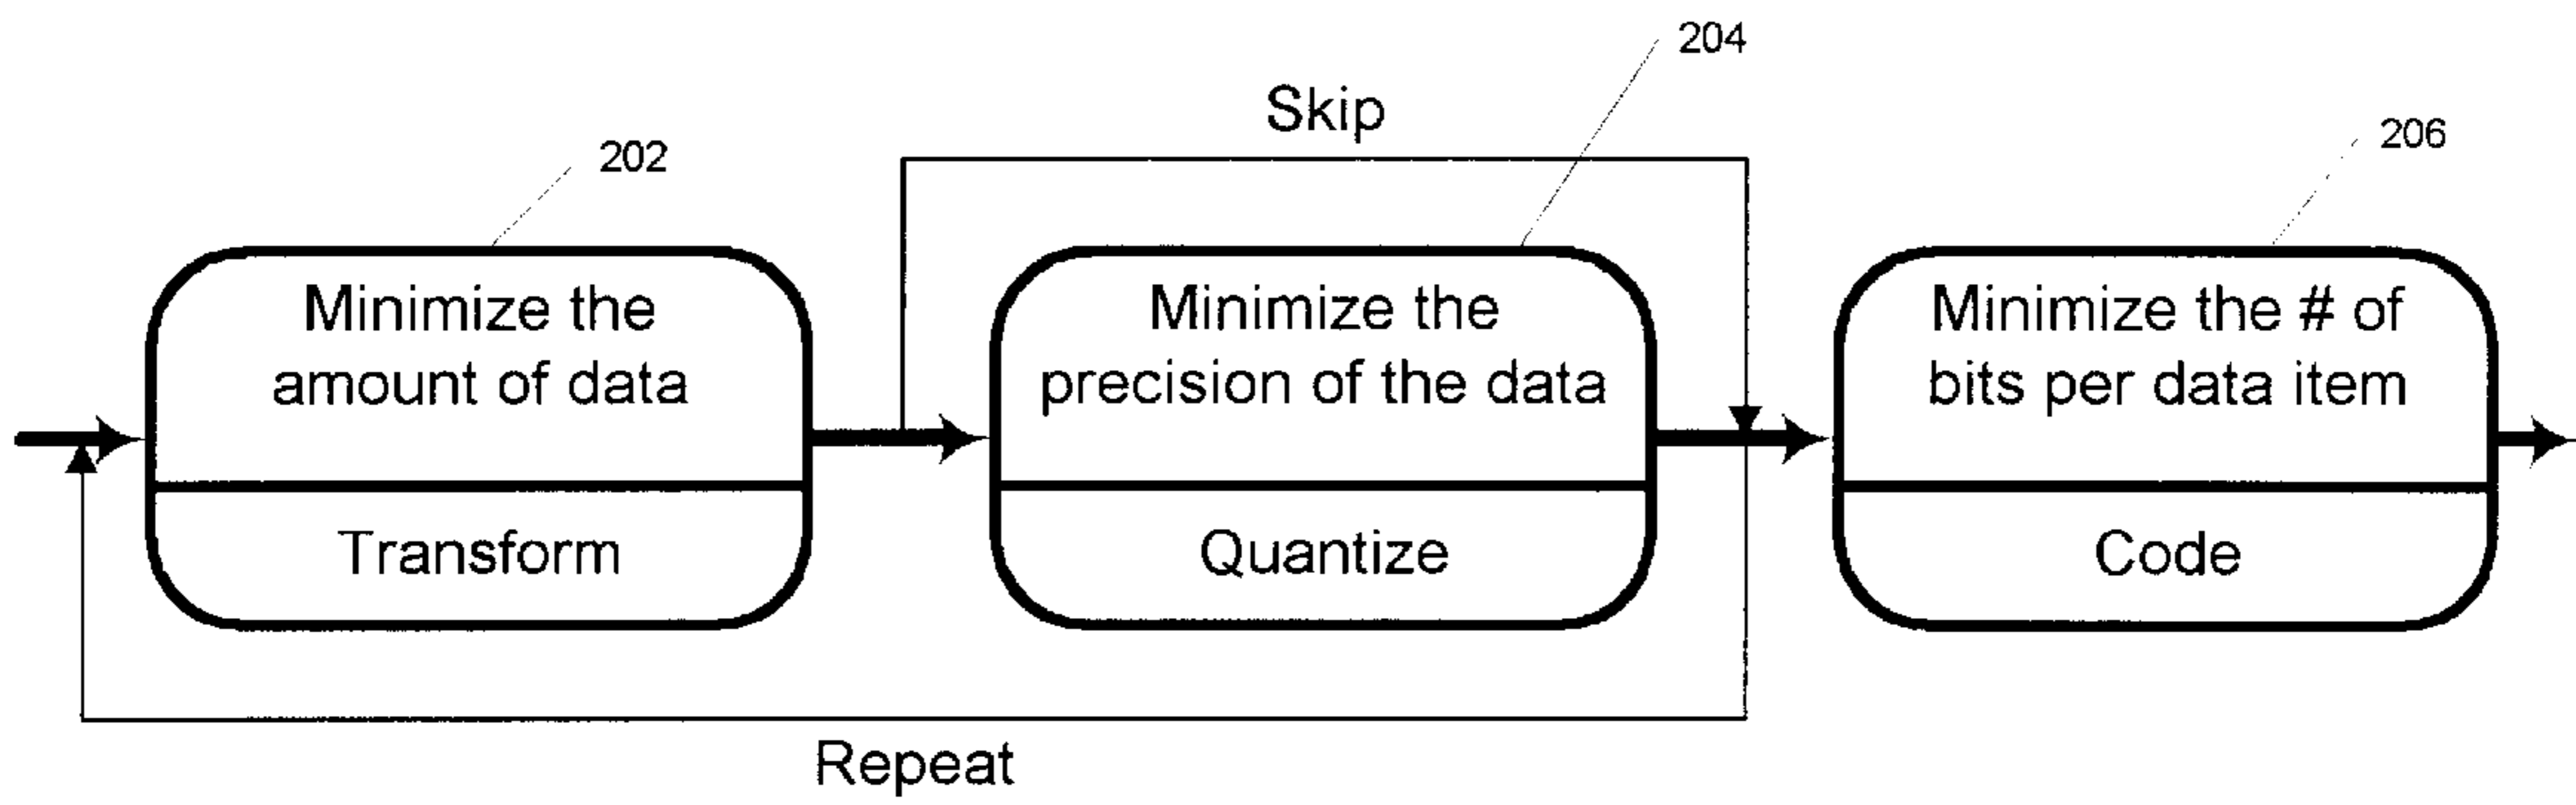 204
Skip
206
202
Minimize the
amount of data
Transform
Minimize the
precision of the data
Quantize
Minimize the # of
bits per data item
Code
Repeat